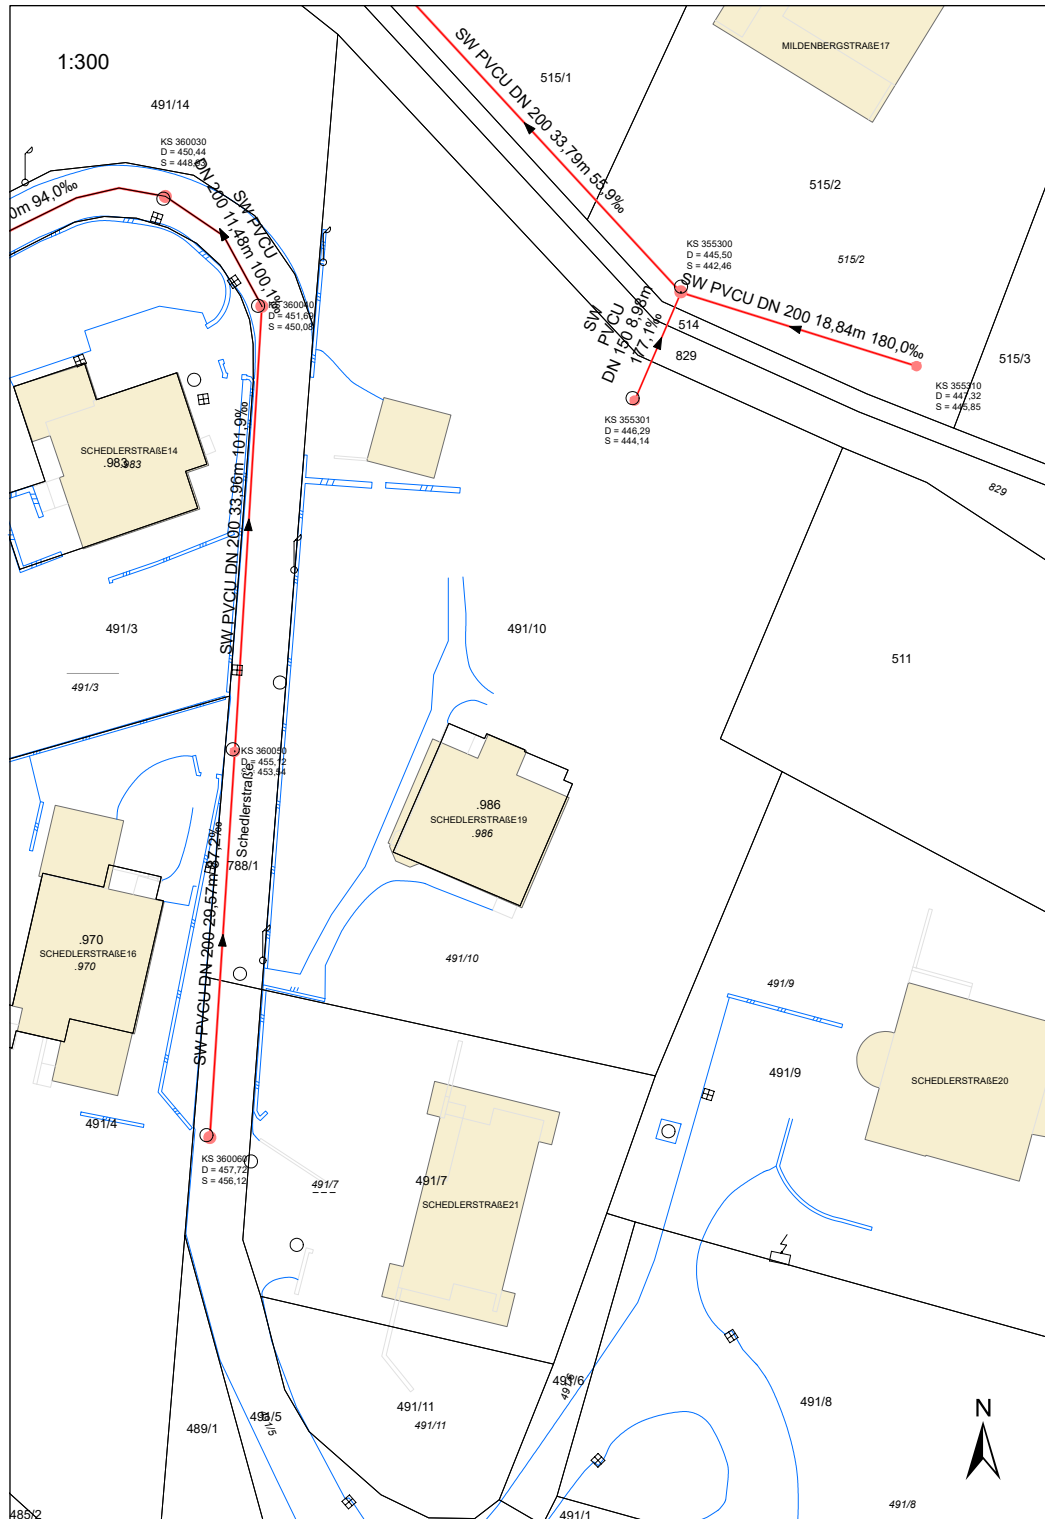 1:300
491/14
KS 360030
D = 450,44
S = 448,93
SW PVCU
DN 200 11,48m 100,1‰
0m 94,0‰
KS 360040
D = 451,69
S = 450,08
SW PVCU DN 200 33,79m 55,9‰
515/1
MILDENBERGSTRAßE17
515/2
515/2
KS 355300
D = 445,50
S = 442,46
SW PVCU DN 200 18,84m 180,0‰
SW
PVCU
DN 150 8,98m
177,1‰
514
829
515/3
KS 355310
D = 447,32
S = 445,85
KS 355301
D = 446,29
S = 444,14
829
SCHEDLERSTRAßE14
.983
.983
SW PVCU DN 200 33,96m 101,9‰
491/3
491/3
491/10
511
KS 360050
D = 455,12
S = 453,54
Schedlerstraße
788/1
SW PVCU DN 200 29,57m 87,2‰
.986
SCHEDLERSTRAßE19
.986
.970
SCHEDLERSTRAßE16
.970
491/10
491/9
491/9
SCHEDLERSTRAßE20
491/4
KS 360060
D = 457,72
S = 456,12
491/7
491/7
SCHEDLERSTRAßE21
491/6
491/6
491/8
491/11
491/11
489/1
491/5
491/5
N
485/2
491/1
491/8